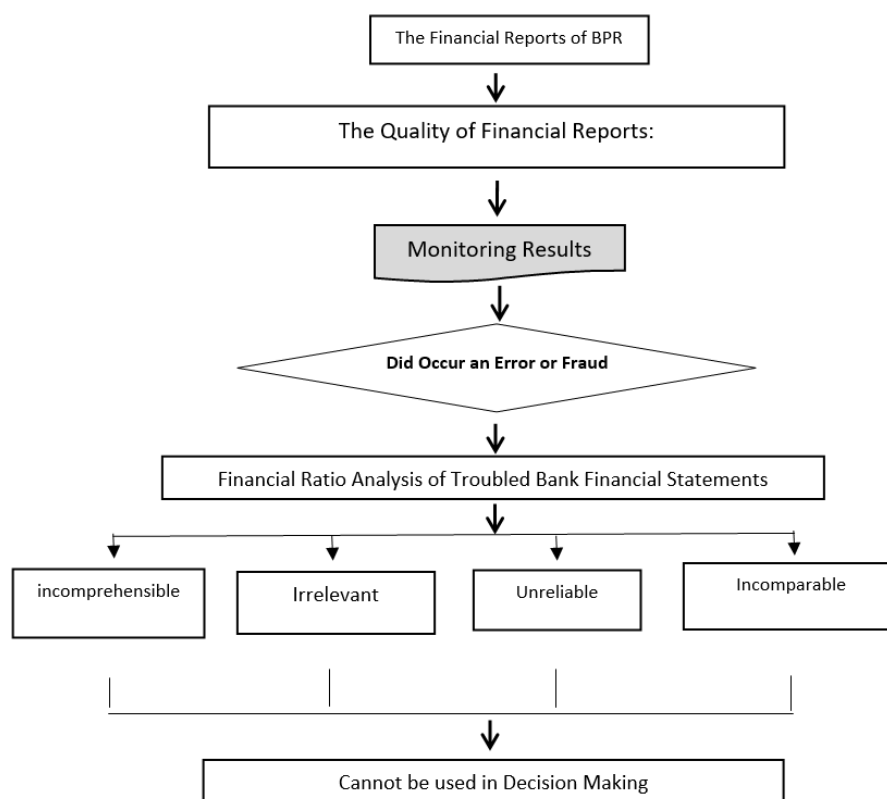 The Financial Reports of BPR
The Quality of Financial Reports:
Monitoring Results
Did Occur an Error or Fraud
Financial Ratio Analysis of Troubled Bank Financial Statements
incomprehensible
Irrelevant
Unreliable
Incomparable
Cannot be used in Decision Making